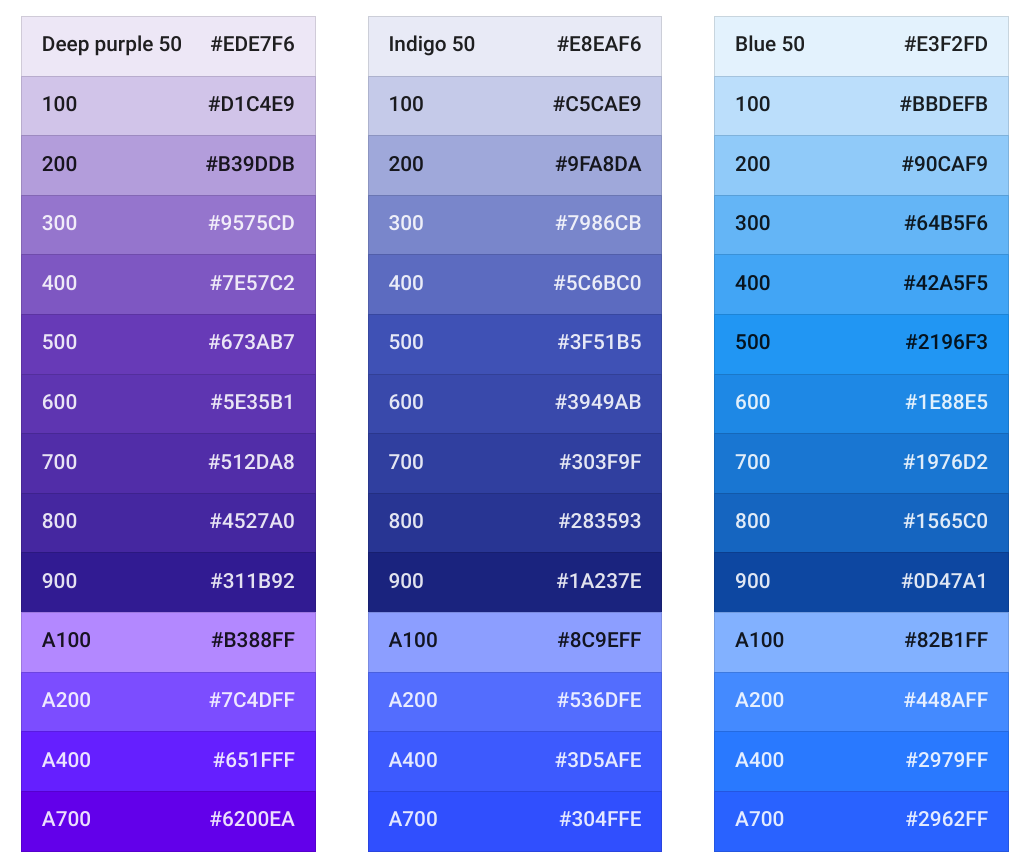 Deep purple 50 #EDE7F6
100 #D1C4E9
200 #B39DDB
300 #9575CD
400 #7E57C2
500 #673AB7
600 #5E35B1
700 #512DA8
800 #4527A0
900 #311B92
A100 #B388FF
A200 #7C4DFF
A400 #651FFF
A700 #6200EA
Indigo 50 #E8EAF6
100 #C5CAE9
200 #9FA8DA
300 #7986CB
400 #5C6BC0
500 #3F51B5
600 #3949AB
700 #303F9F
800 #283593
900 #1A237E
A100 #8C9EFF
A200 #536DFE
A400 #3D5AFE
A700 #304FFE
Blue 50 #E3F2FD
100 #BBDEFB
200 #90CAF9
300 #64B5F6
400 #42A5F5
500 #2196F3
600 #1E88E5
700 #1976D2
800 #1565C0
900 #0D47A1
A100 #82B1FF
A200 #448AFF
A400 #2979FF
A700 #2962FF